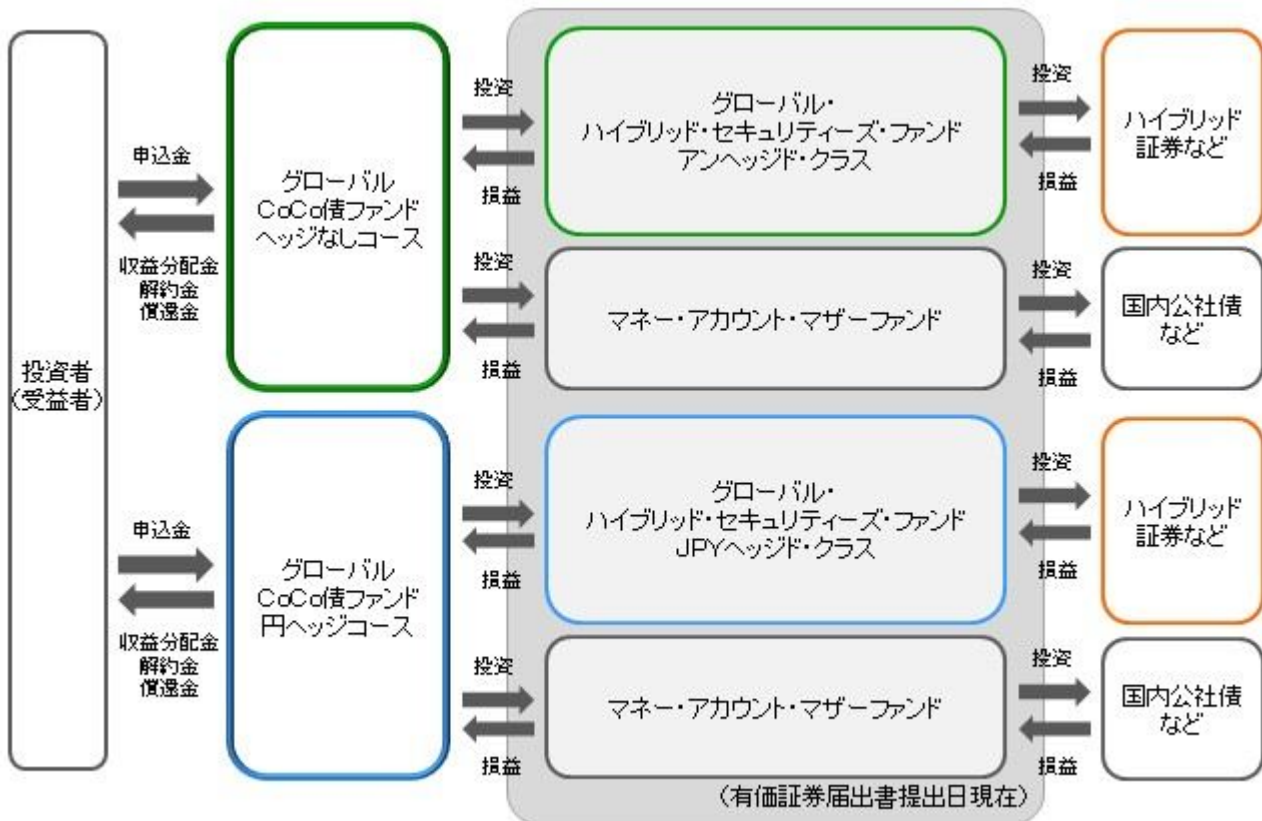 投資者
（受益者）
申込金
収益分配金
解約金
償還金
グローバル
CoCo債ファンド
ヘッジなしコース
投資
損益
投資
損益
グローバル・
ハイブリッド・セキュリティーズ・ファンド
アンヘッジド・クラス
マネー・アカウント・マザーファンド
投資
損益
投資
損益
ハイブリッド
証券など
国内公社債
など
申込金
収益分配金
解約金
償還金
グローバル
CoCo債ファンド
円ヘッジコース
投資
損益
投資
損益
グローバル・
ハイブリッド・セキュリティーズ・ファンド
JPYヘッジド・クラス
マネー・アカウント・マザーファンド
投資
損益
投資
損益
ハイブリッド
証券など
国内公社債
など
（有価証券届出書提出日現在）